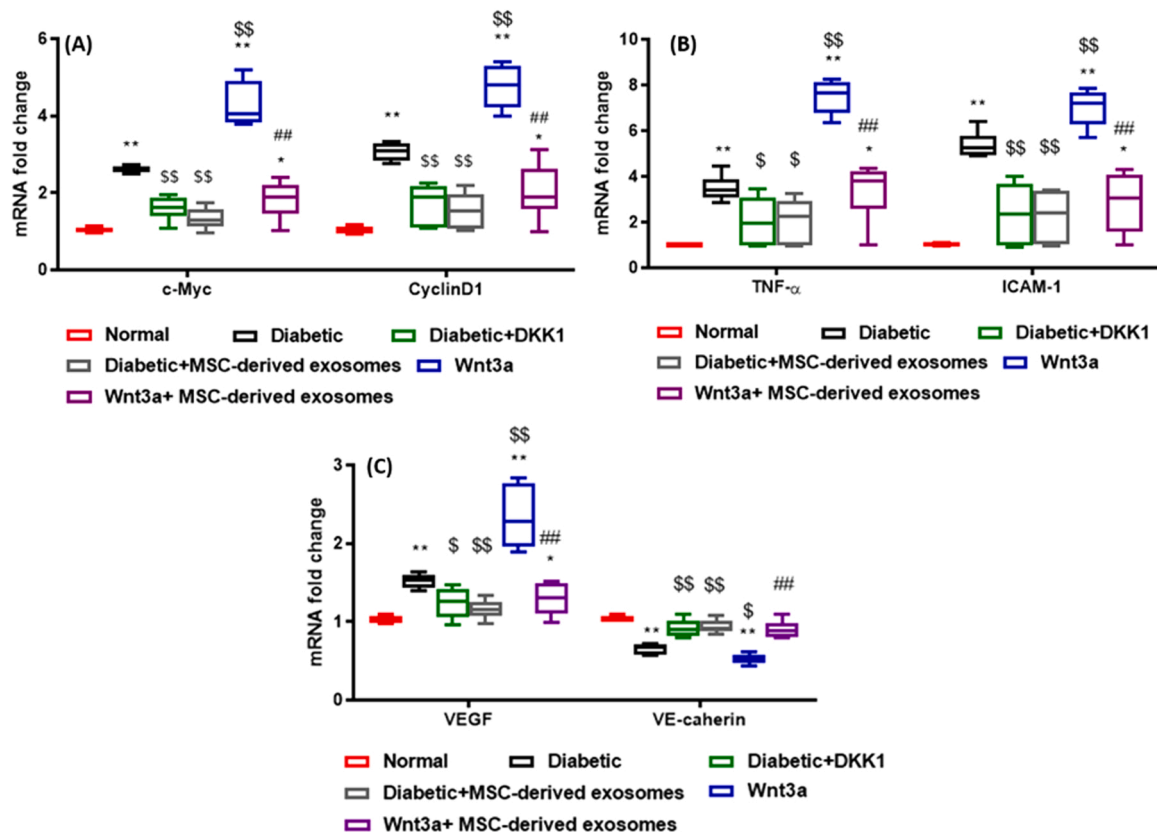 (A)
mRNA fold change
6
4
2
0
** $$ $$ $$ ** ## *
** $$ $$ $$ ** ## *
c-Myc CyclinD1
Normal Diabetic Diabetic+DKK1
Diabetic+MSC-derived exosomes Wnt3a
Wnt3a+ MSC-derived exosomes
(B)
mRNA fold change
10
8
6
4
2
0
** $ $ $$ ** ## *
** $$ $$ $$ ** ## *
TNF-α ICAM-1
Normal Diabetic Diabetic+DKK1
Diabetic+MSC-derived exosomes Wnt3a
Wnt3a+ MSC-derived exosomes
(C)
mRNA fold change
3
2
1
0
** $ $$ $$ ** ## *
** $$ $$ $ ** ##
VEGF VE-caherin
Normal Diabetic Diabetic+DKK1
Diabetic+MSC-derived exosomes Wnt3a
Wnt3a+ MSC-derived exosomes